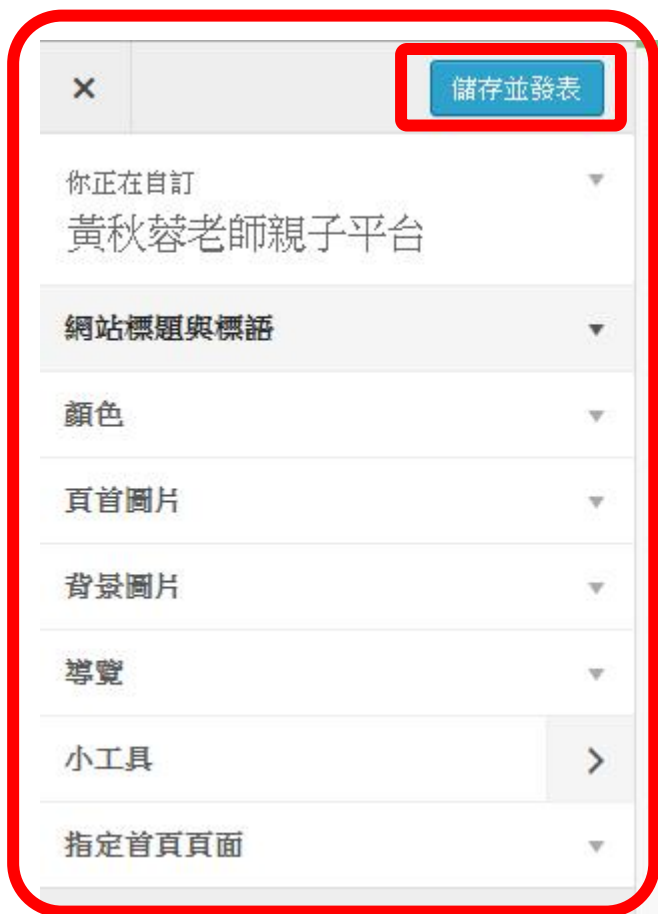 儲存並發表
你正在自訂
黃秋蓉老師親子平台
網站標題與標語
顏色
頁首圖片
背景圖片
導覽
小工具
指定首頁頁面